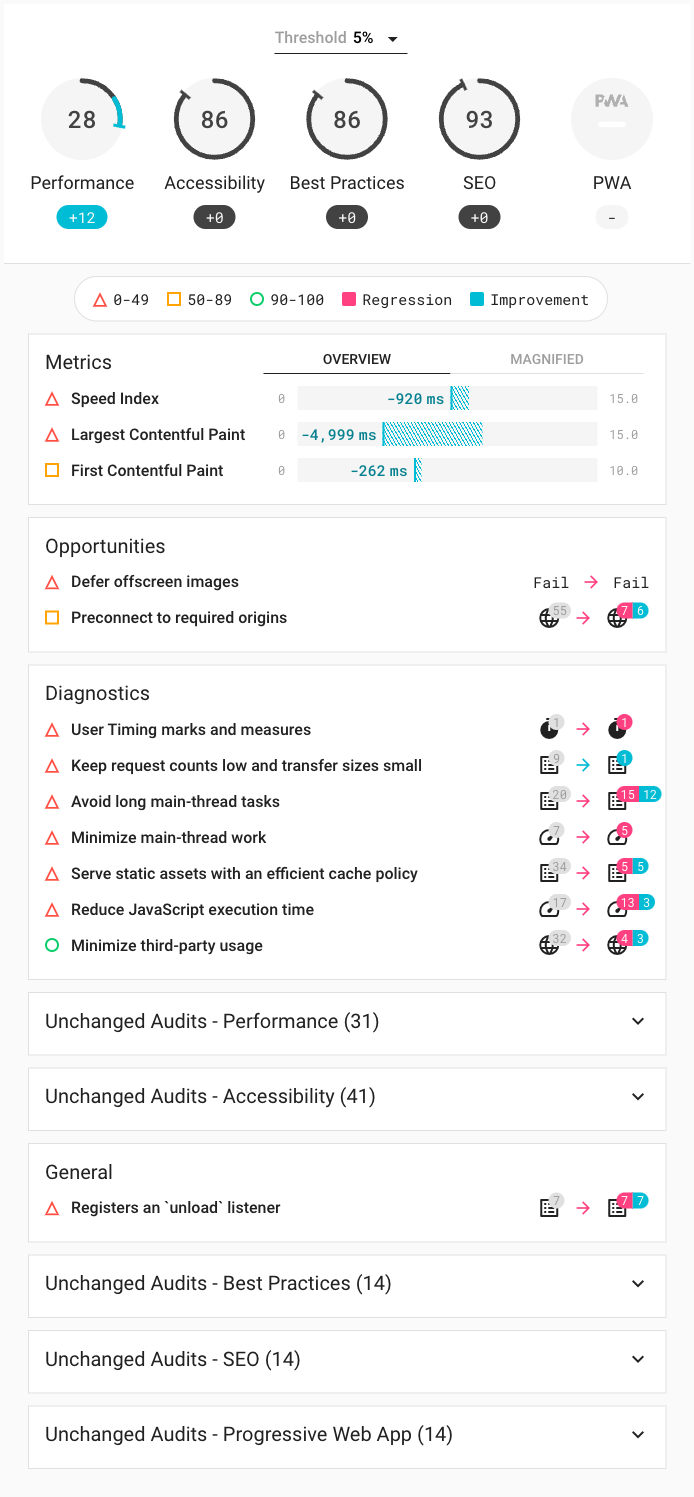 Threshold 5%
28 86 86 93 PWA
Performance Accessibility Best Practices SEO PWA
+12 +0 +0 +0 -
0-49 50-89 90-100 Regression Improvement
Metrics OVERVIEW MAGNIFIED
Speed Index 0 -920 ms 15.0
Largest Contentful Paint 0 -4,999 ms 15.0
First Contentful Paint 0 -262 ms 10.0
Opportunities
Defer offscreen images Fail → Fail
Preconnect to required origins 55 → 7 6
Diagnostics
User Timing marks and measures 1 → 1
Keep request counts low and transfer sizes small 9 → 1
Avoid long main-thread tasks 20 → 15 12
Minimize main-thread work 7 → 5
Serve static assets with an efficient cache policy 34 → 5 5
Reduce JavaScript execution time 17 → 13 3
Minimize third-party usage 32 → 4 3
Unchanged Audits - Performance (31)
Unchanged Audits - Accessibility (41)
General
Registers an `unload` listener 7 → 7 7
Unchanged Audits - Best Practices (14)
Unchanged Audits - SEO (14)
Unchanged Audits - Progressive Web App (14)